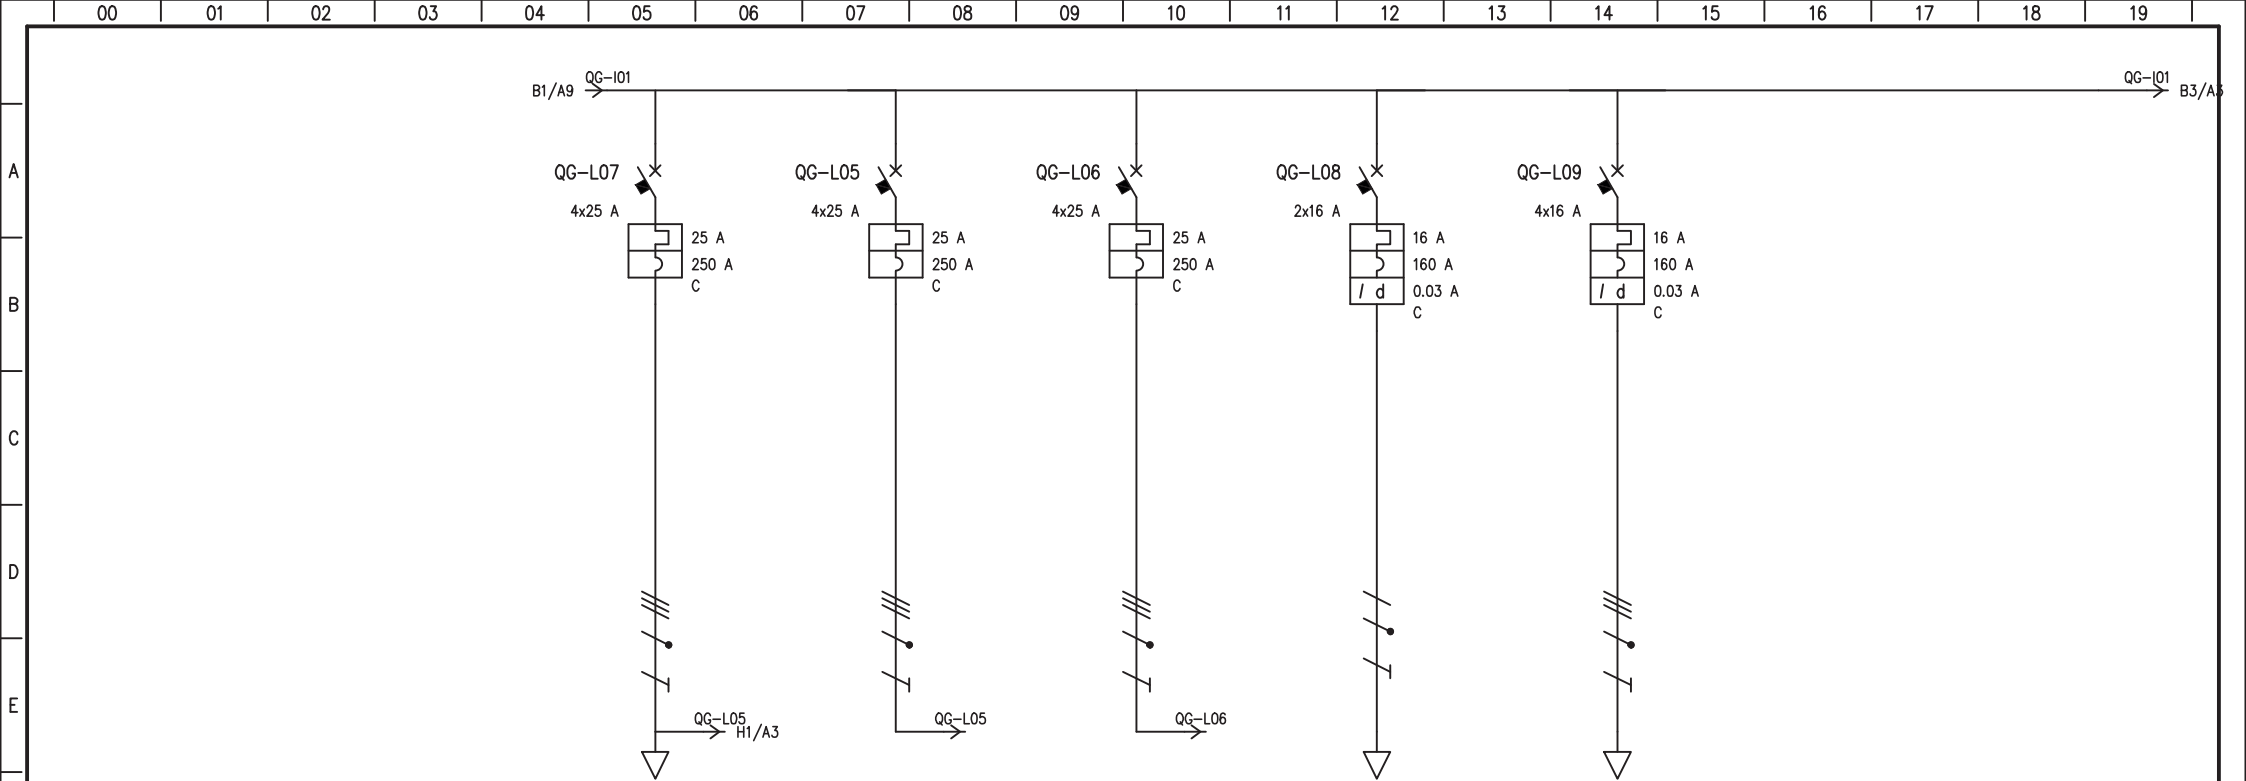 00 01 02 03 04 05 06 07 08 09 10 11 12 13 14 15 16 17 18 19
QG-I01 QG-I01
B1/A9 B3/A3
A
QG-L07 QG-L05 QG-L06 QG-L08 QG-L09
4x25 A 4x25 A 4x25 A 2x16 A 4x16 A
25 A 25 A 25 A 16 A 16 A
250 A 250 A 250 A 160 A 160 A
C C C I d 0.03 A I d 0.03 A
B C C
C
D
E
QG-L05 QG-L05 QG-L06
H1/A3